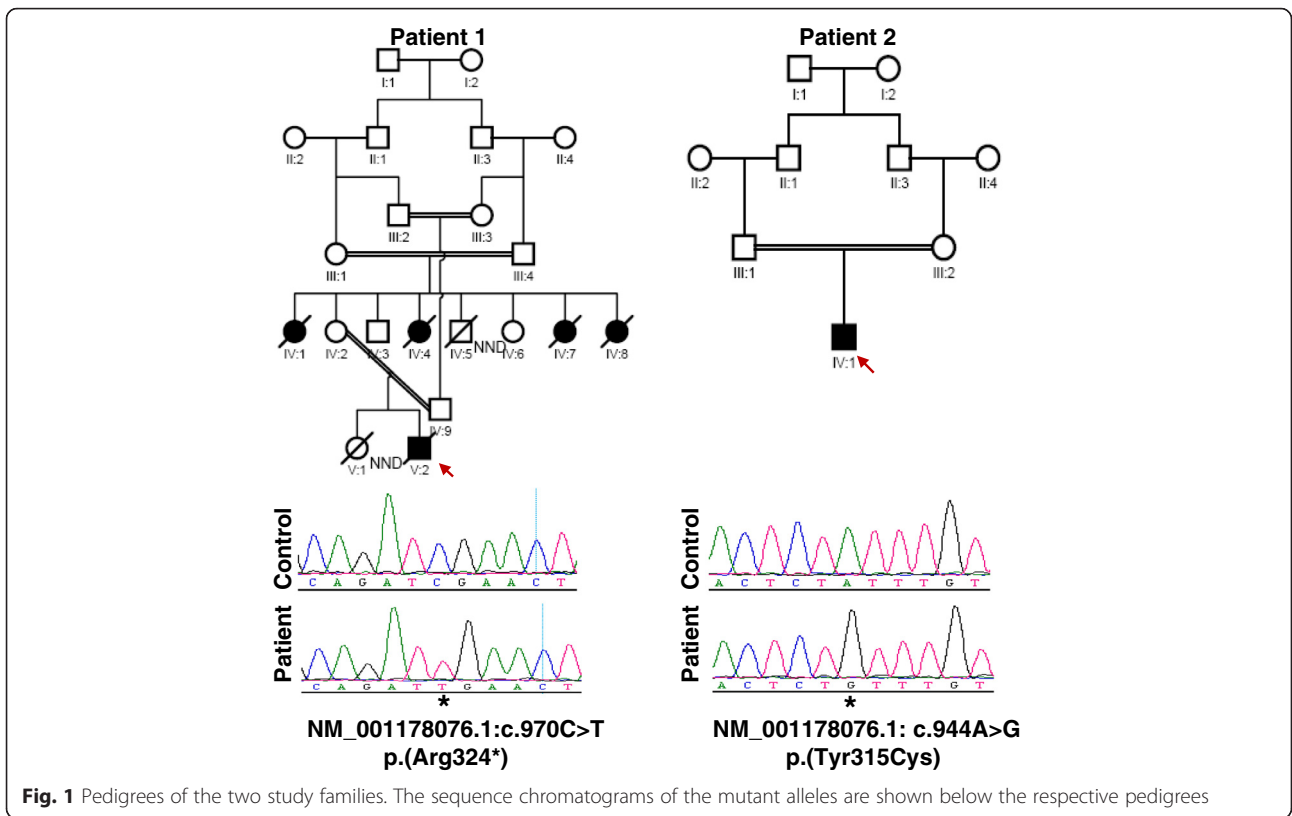 Patient 1
I:1 I:2
II:2 II:1 II:3 II:4
III:2 III:3
III:1 III:4
IV:1 IV:2 IV:3 IV:4 IV:5 NND IV:6 IV:7 IV:8
IV:9
V:1 NND V:2
Control
C A G A T C G A A C T
Patient
C A G A T T G A A C T
*
NM_001178076.1:c.970C>T
p.(Arg324*)
Patient 2
I:1 I:2
II:2 II:1 II:3 II:4
III:1 III:2
IV:1
Control
A C T C T A T T T G T
Patient
A C T C T G T T T G T
*
NM_001178076.1: c.944A>G
p.(Tyr315Cys)
Fig. 1 Pedigrees of the two study families. The sequence chromatograms of the mutant alleles are shown below the respective pedigrees